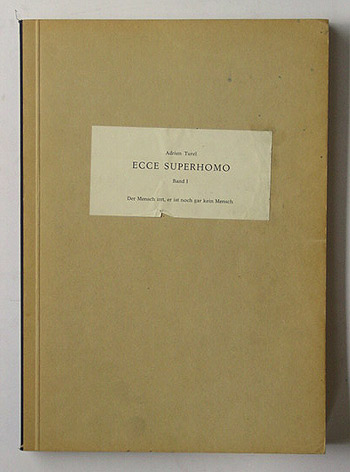 Adrien Turel
ECCE SUPERHOMO
Band I
Der Mensch irrt, er ist noch gar kein Mensch